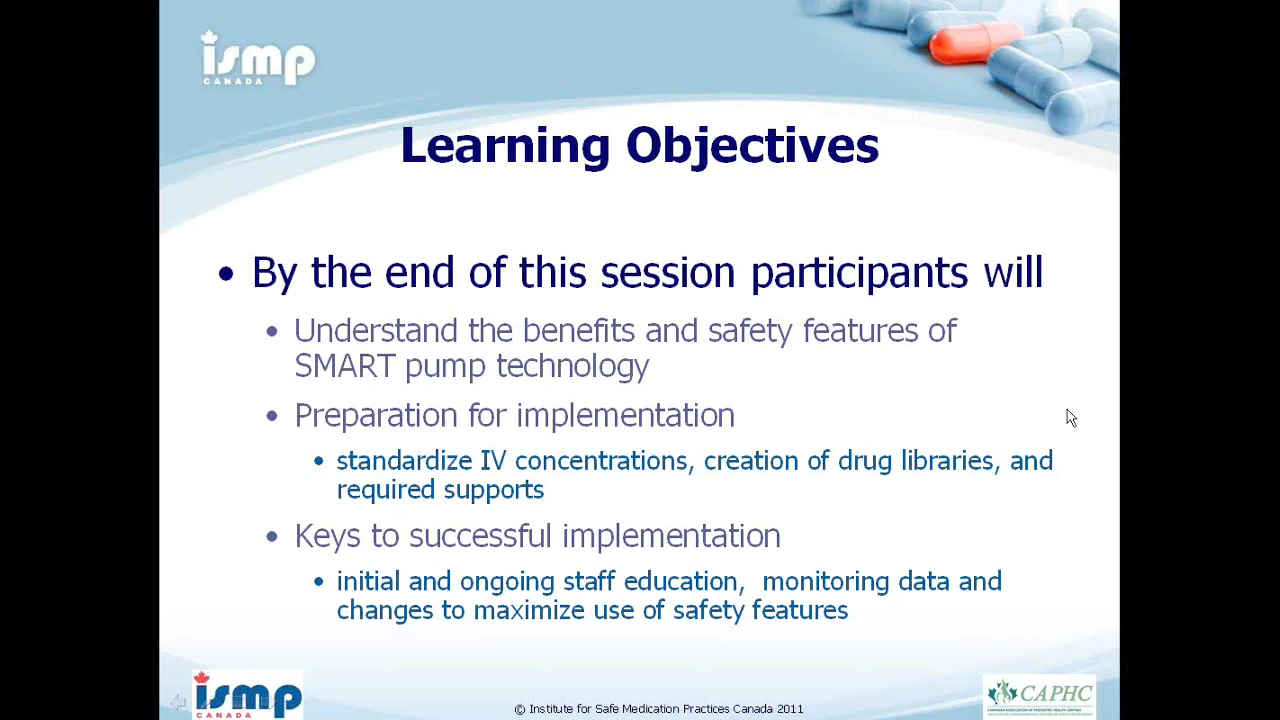 ismp
CANADA
Learning Objectives
• By the end of this session participants will
• Understand the benefits and safety features of
SMART pump technology
• Preparation for implementation
• standardize IV concentrations, creation of drug libraries, and
required supports
• Keys to successful implementation
• initial and ongoing staff education,  monitoring data and
changes to maximize use of safety features
ismp
CANADA
© Institute for Safe Medication Practices Canada 2011
CAPHC